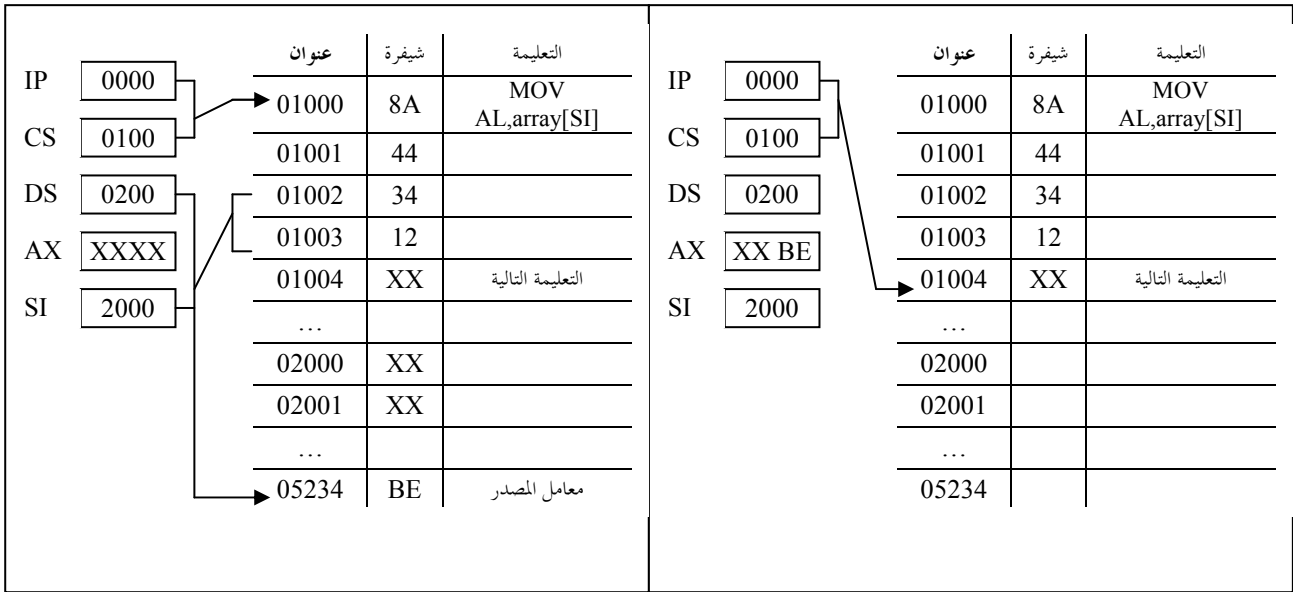 عنوان شيفرة التعليمة
IP 0000
01000 8A MOV AL,array[SI]
CS 0100
01001 44
DS 0200
01002 34
AX XXXX
01003 12
01004 XX التعليمة التالية
SI 2000
...
02000 XX
02001 XX
...
05234 BE معامل المصدر
عنوان شيفرة التعليمة
IP 0000
01000 8A MOV AL,array[SI]
CS 0100
01001 44
DS 0200
01002 34
AX XX BE
01003 12
01004 XX التعليمة التالية
SI 2000
...
02000
02001
...
05234